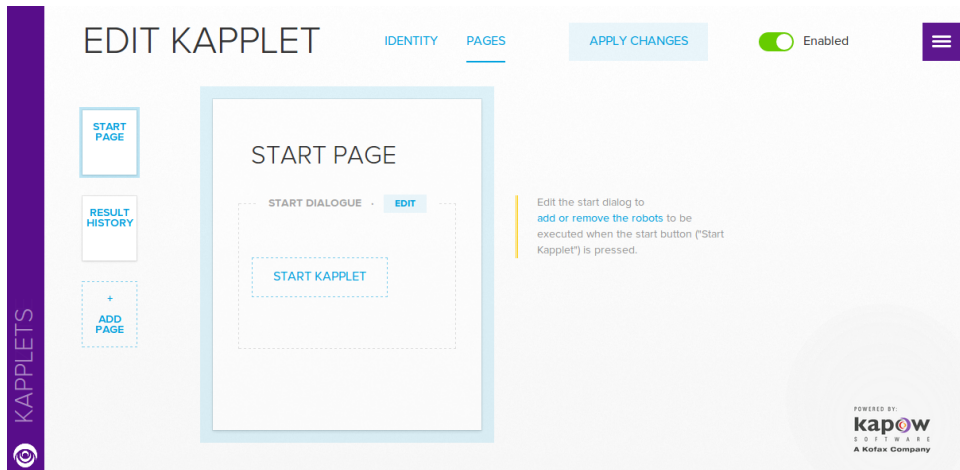 EDIT KAPPLET
IDENTITY
PAGES
APPLY CHANGES
Enabled
START
PAGE
RESULT
HISTORY
+
ADD
PAGE
START PAGE
START DIALOGUE · EDIT
START KAPPLET
Edit the start dialog to
add or remove the robots to be
executed when the start button ("Start
Kapplet") is pressed.
KAPPLETS
POWERED BY:
kapow
SOFTWARE
A Kofax Company